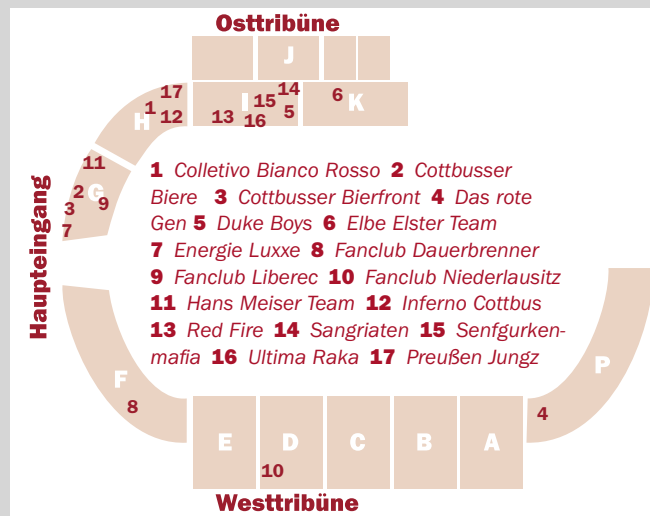 Osttribüne
J
I
K
H
G
17
1
12
13
15
16
14
5
6
11
2
3
9
7
Haupteingang
1 Colletivo Bianco Rosso 2 Cottbusser
Biere 3 Cottbusser Bierfront 4 Das rote
Gen 5 Duke Boys 6 Elbe Elster Team
7 Energie Luxxe 8 Fanclub Dauerbrenner
9 Fanclub Liberec 10 Fanclub Niederlausitz
11 Hans Meiser Team 12 Inferno Cottbus
13 Red Fire 14 Sangriaten 15 Senfgurken-
mafia 16 Ultima Raka 17 Preußen Jungz
F
8
E
D
C
B
A
P
10
4
Westtribüne